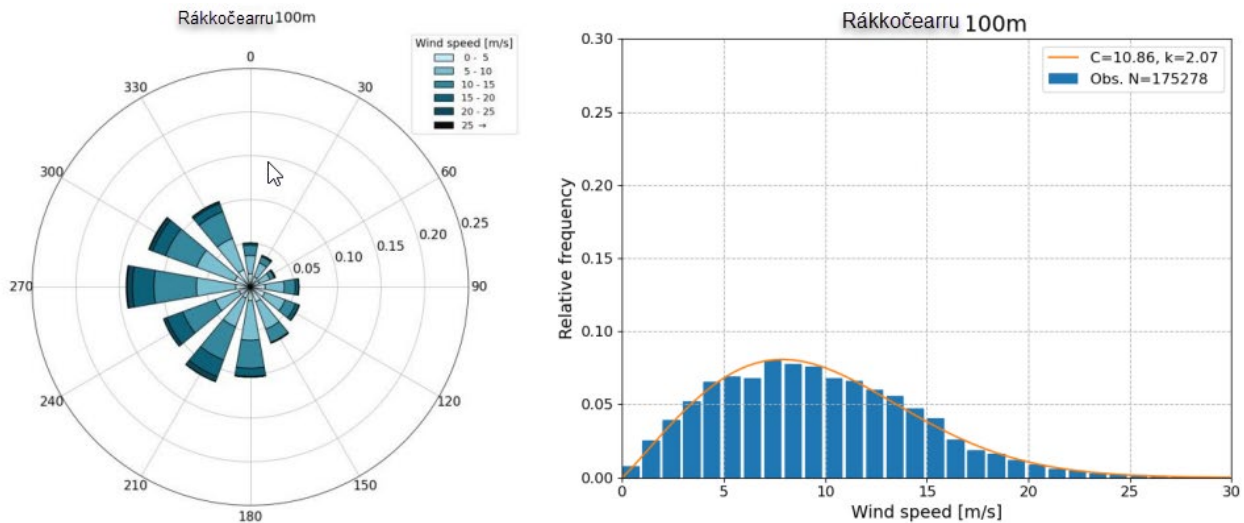 Rákkočearru 100m
Wind speed [m/s]
0 - 5
5 - 10
10 - 15
15 - 20
20 - 25
25 →
0
30
60
90
120
150
180
210
240
270
300
330
0.05
0.10
0.15
0.20
0.25
Rákkočearru 100m
C=10.86, k=2.07
Obs. N=175278
Relative frequency
0.30
0.25
0.20
0.15
0.10
0.05
0.00
0 5 10 15 20 25 30
Wind speed [m/s]